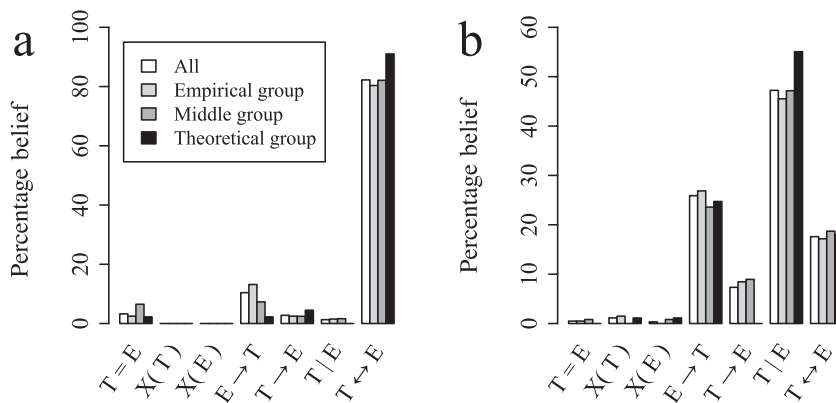 a
Percentage belief
100
80
60
40
20
0
All
Empirical group
Middle group
Theoretical group
T = E
X(T)
X(E)
E → T
T → E
T | E
T ↔ E
b
Percentage belief
60
50
40
30
20
10
0
T = E
X(T)
X(E)
E → T
T → E
T | E
T ↔ E